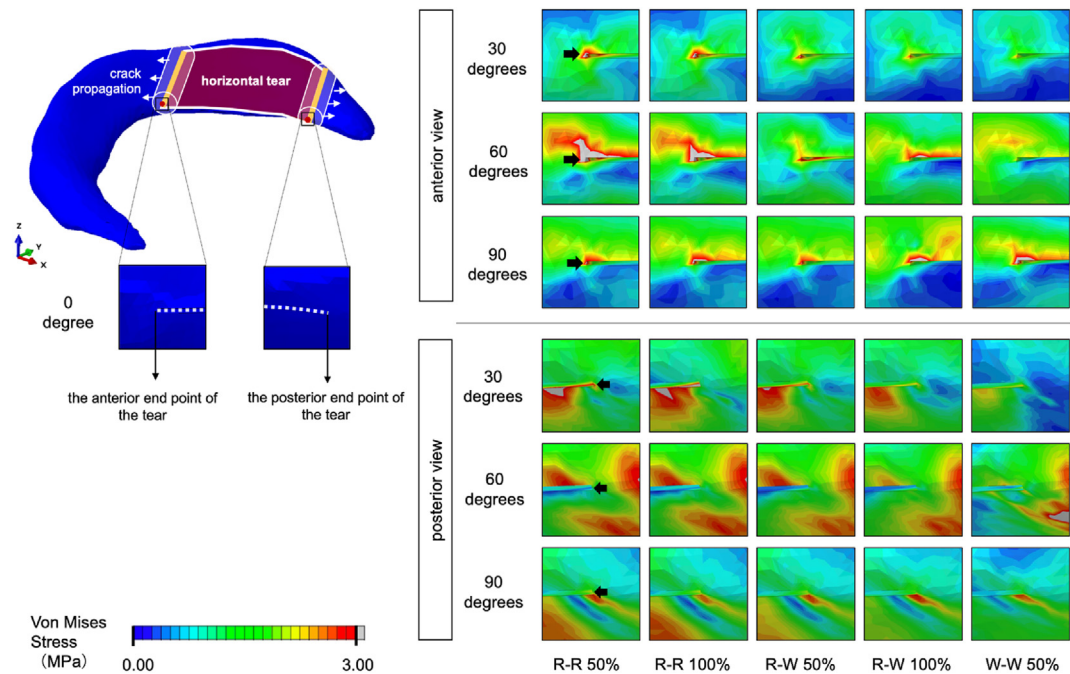 crack
propagation
horizontal tear
Z
Y
X
0
degree
the anterior end point of
the tear
the posterior end point of
the tear
Von Mises
Stress
(MPa)
0.00
3.00
anterior view
30
degrees
60
degrees
90
degrees
posterior view
30
degrees
60
degrees
90
degrees
R-R 50%
R-R 100%
R-W 50%
R-W 100%
W-W 50%